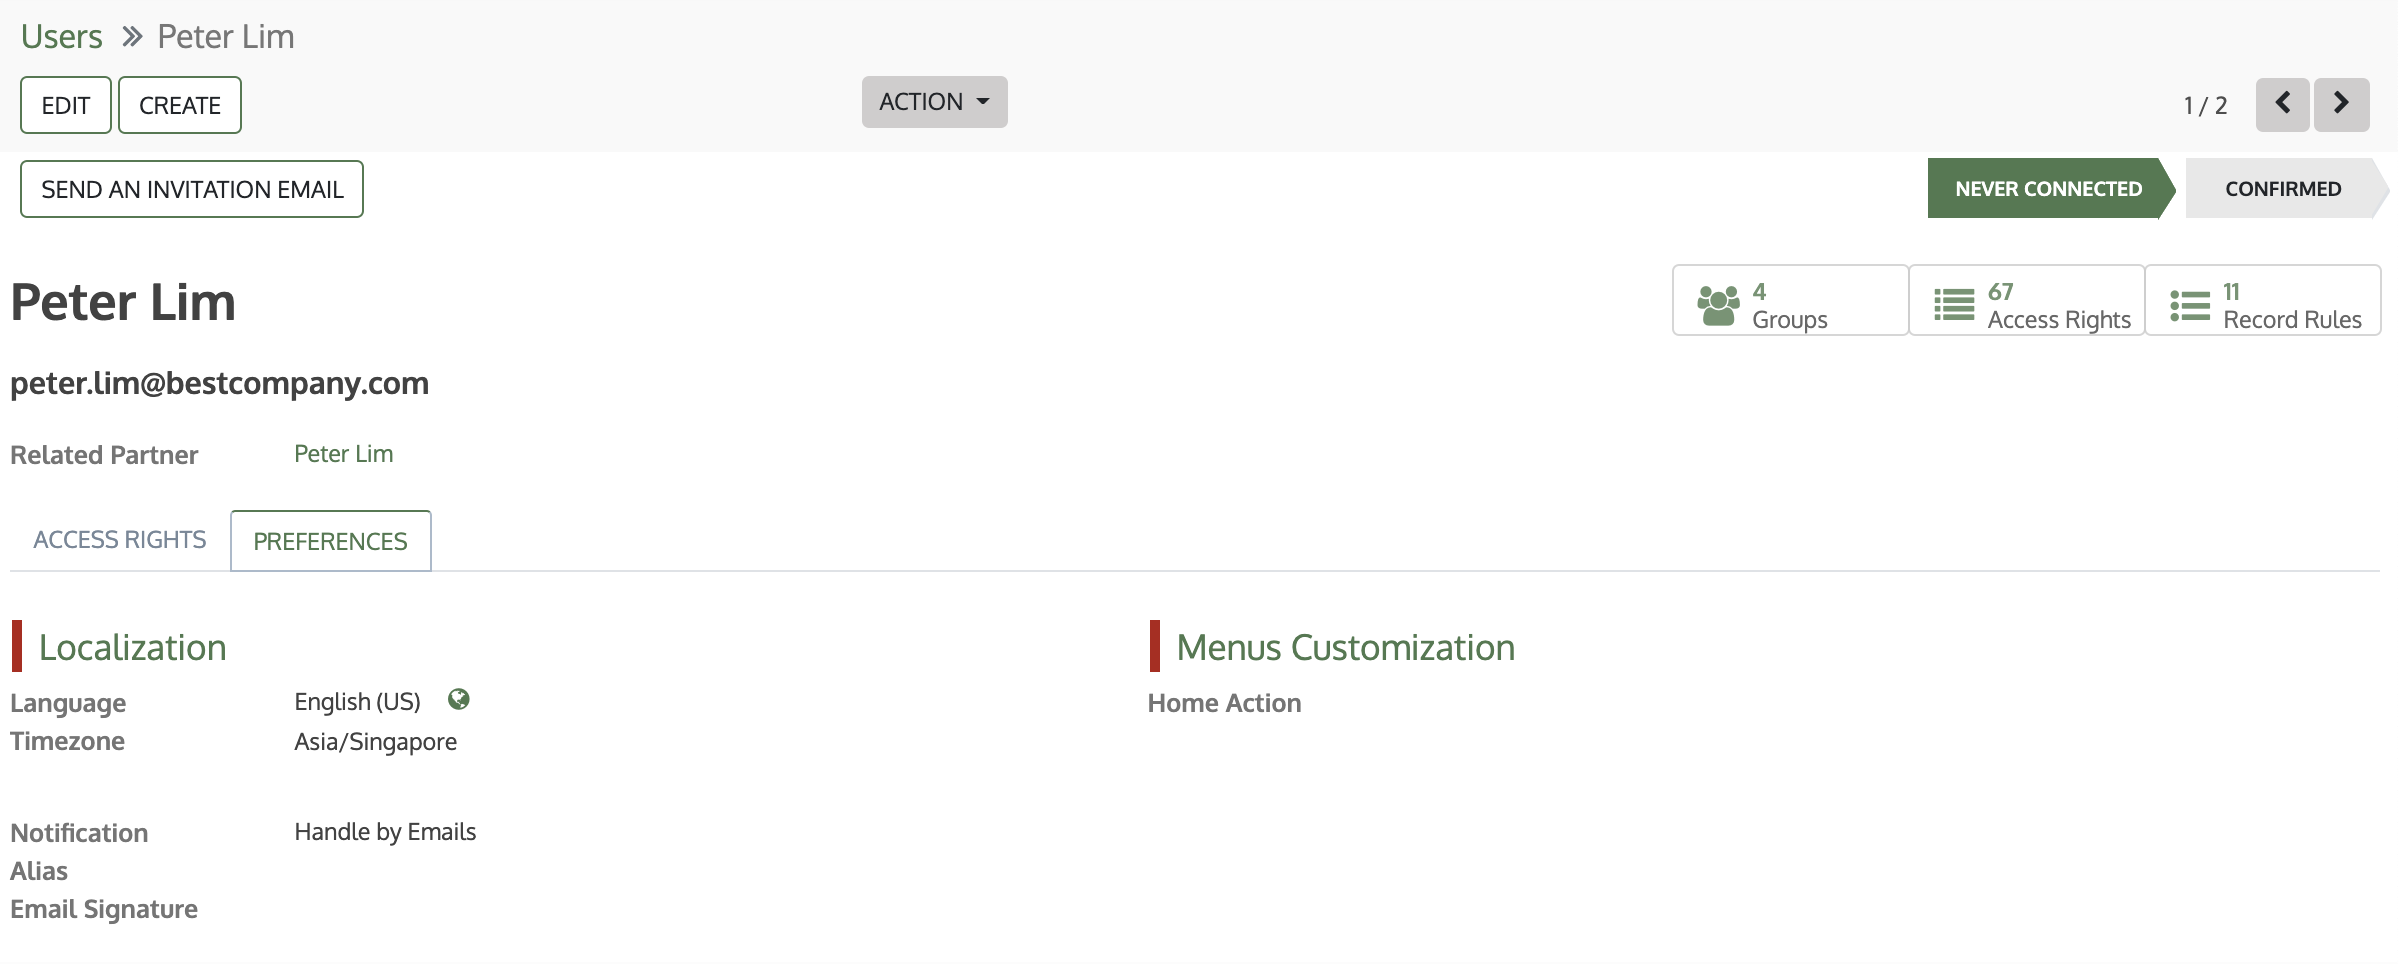 Users » Peter Lim
EDIT CREATE ACTION 1 / 2
SEND AN INVITATION EMAIL NEVER CONNECTED CONFIRMED
Peter Lim
4 Groups 67 Access Rights 11 Record Rules
peter.lim@bestcompany.com
Related Partner Peter Lim
ACCESS RIGHTS PREFERENCES
Localization Menus Customization
Language English (US) Home Action
Timezone Asia/Singapore
Notification Handle by Emails
Alias
Email Signature